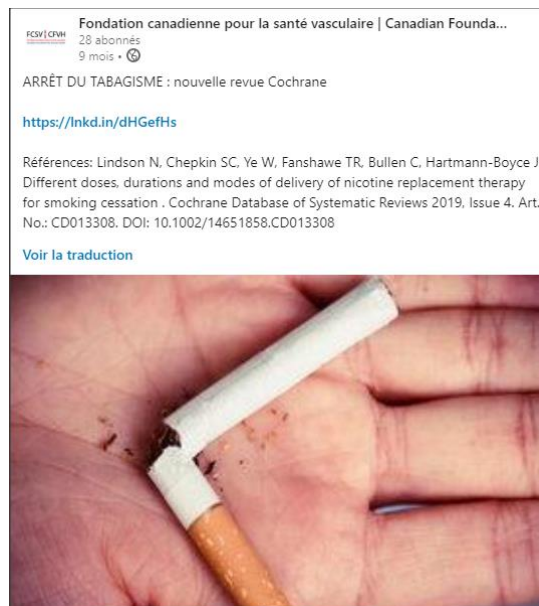 FCSV CFVH
Fondation canadienne pour la santé vasculaire | Canadian Founda...
28 abonnés
9 mois •
ARRÊT DU TABAGISME : nouvelle revue Cochrane
https://lnkd.in/dHGefHs
Références: Lindson N, Chepkin SC, Ye W, Fanshawe TR, Bullen C, Hartmann-Boyce J
Different doses, durations and modes of delivery of nicotine replacement therapy
for smoking cessation . Cochrane Database of Systematic Reviews 2019, Issue 4. Art.
No.: CD013308. DOI: 10.1002/14651858.CD013308
Voir la traduction